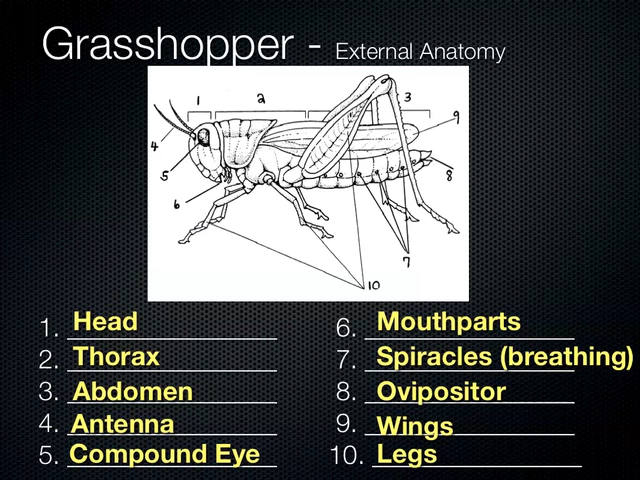 Grasshopper - External Anatomy
1 2 3
4
5
6
7
8
9
10
1. Head
2. Thorax
3. Abdomen
4. Antenna
5. Compound Eye
6. Mouthparts
7. Spiracles (breathing)
8. Ovipositor
9. Wings
10. Legs